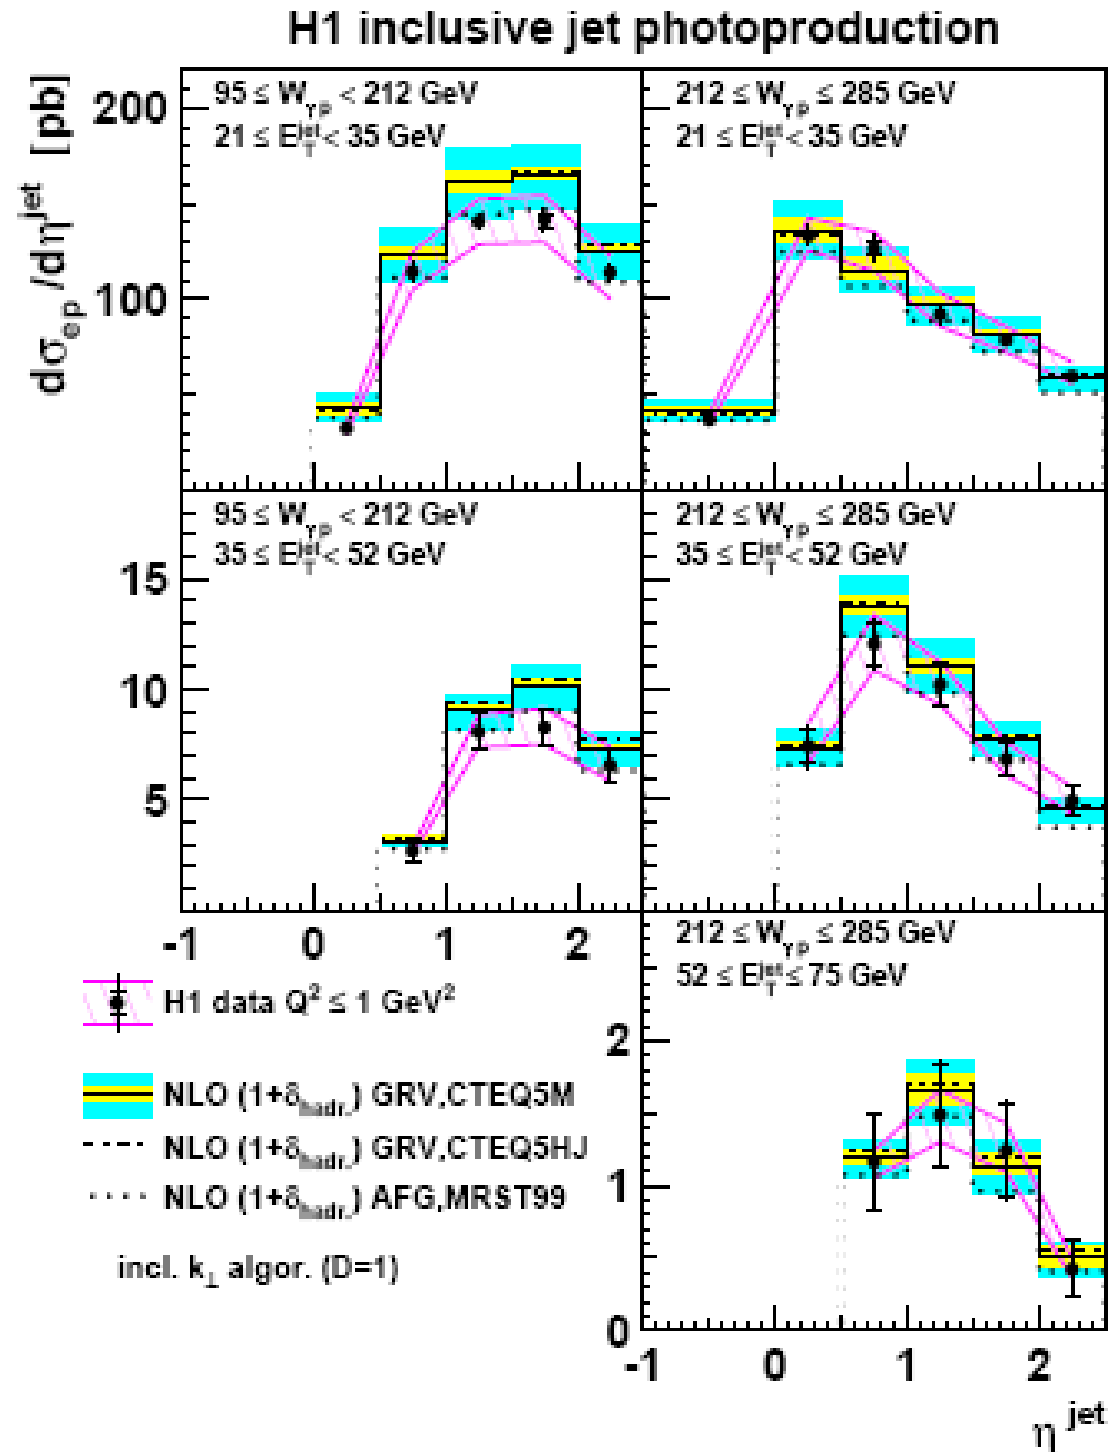 H1 inclusive jet photoproduction
dσ_ep/dη^jet [pb]
95 ≤ W_γp < 212 GeV
21 ≤ E_T^jet < 35 GeV
212 ≤ W_γp ≤ 285 GeV
21 ≤ E_T^jet < 35 GeV
200
100
95 ≤ W_γp < 212 GeV
35 ≤ E_T^jet < 52 GeV
212 ≤ W_γp ≤ 285 GeV
35 ≤ E_T^jet < 52 GeV
15
10
5
-1 0 1 2
212 ≤ W_γp ≤ 285 GeV
52 ≤ E_T^jet ≤ 75 GeV
H1 data Q² ≤ 1 GeV²
NLO (1+δ_hadr.) GRV,CTEQ5M
NLO (1+δ_hadr.) GRV,CTEQ5HJ
NLO (1+δ_hadr.) AFG,MRST99
incl. k_⊥ algor. (D=1)
2
1
0
-1 0 1 2
η^jet